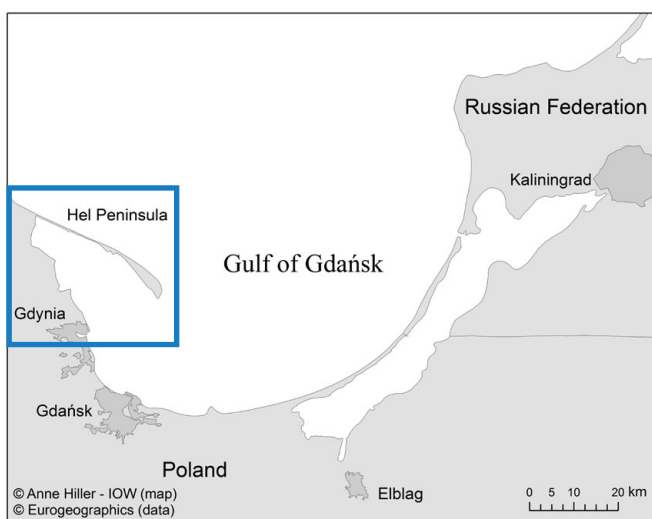 Russian Federation
Kaliningrad
Hel Peninsula
Gulf of Gdańsk
Gdynia
Gdańsk
Poland
Elblag
© Anne Hiller - IOW (map)
© Eurogeographics (data)
0 5 10 20 km